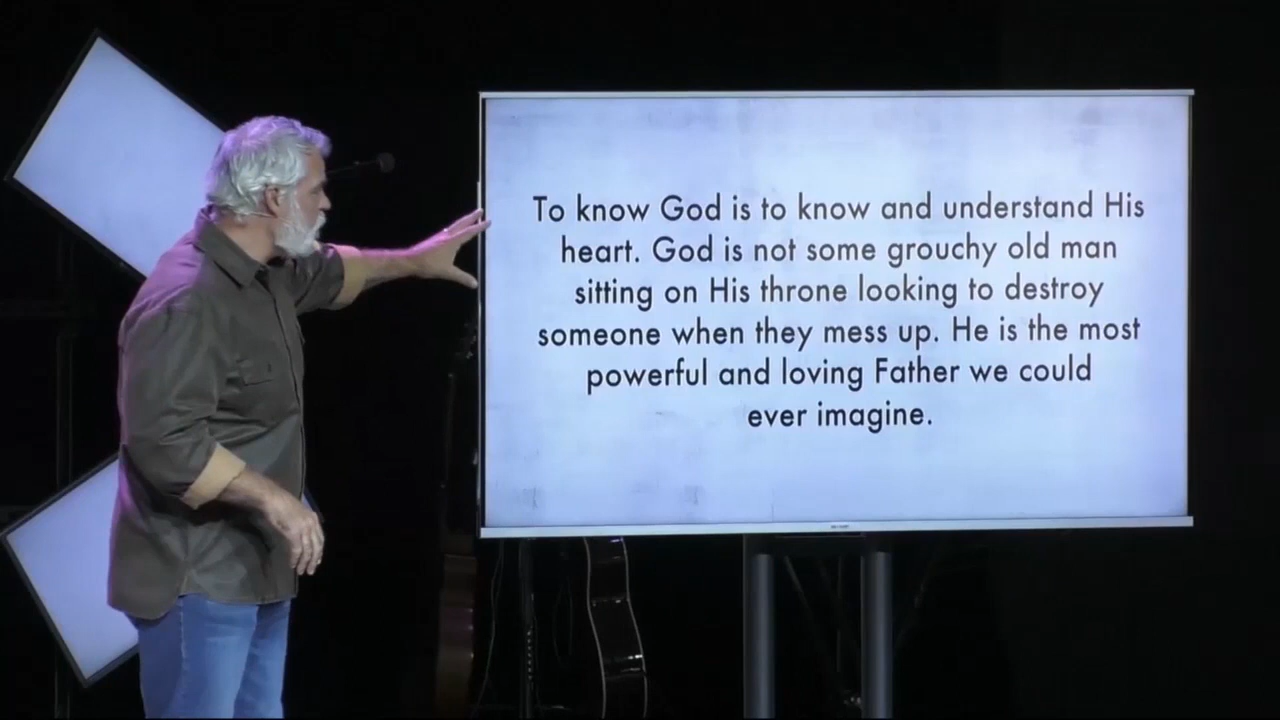 To know God is to know and understand His
heart. God is not some grouchy old man
sitting on His throne looking to destroy
someone when they mess up. He is the most
powerful and loving Father we could
ever imagine.